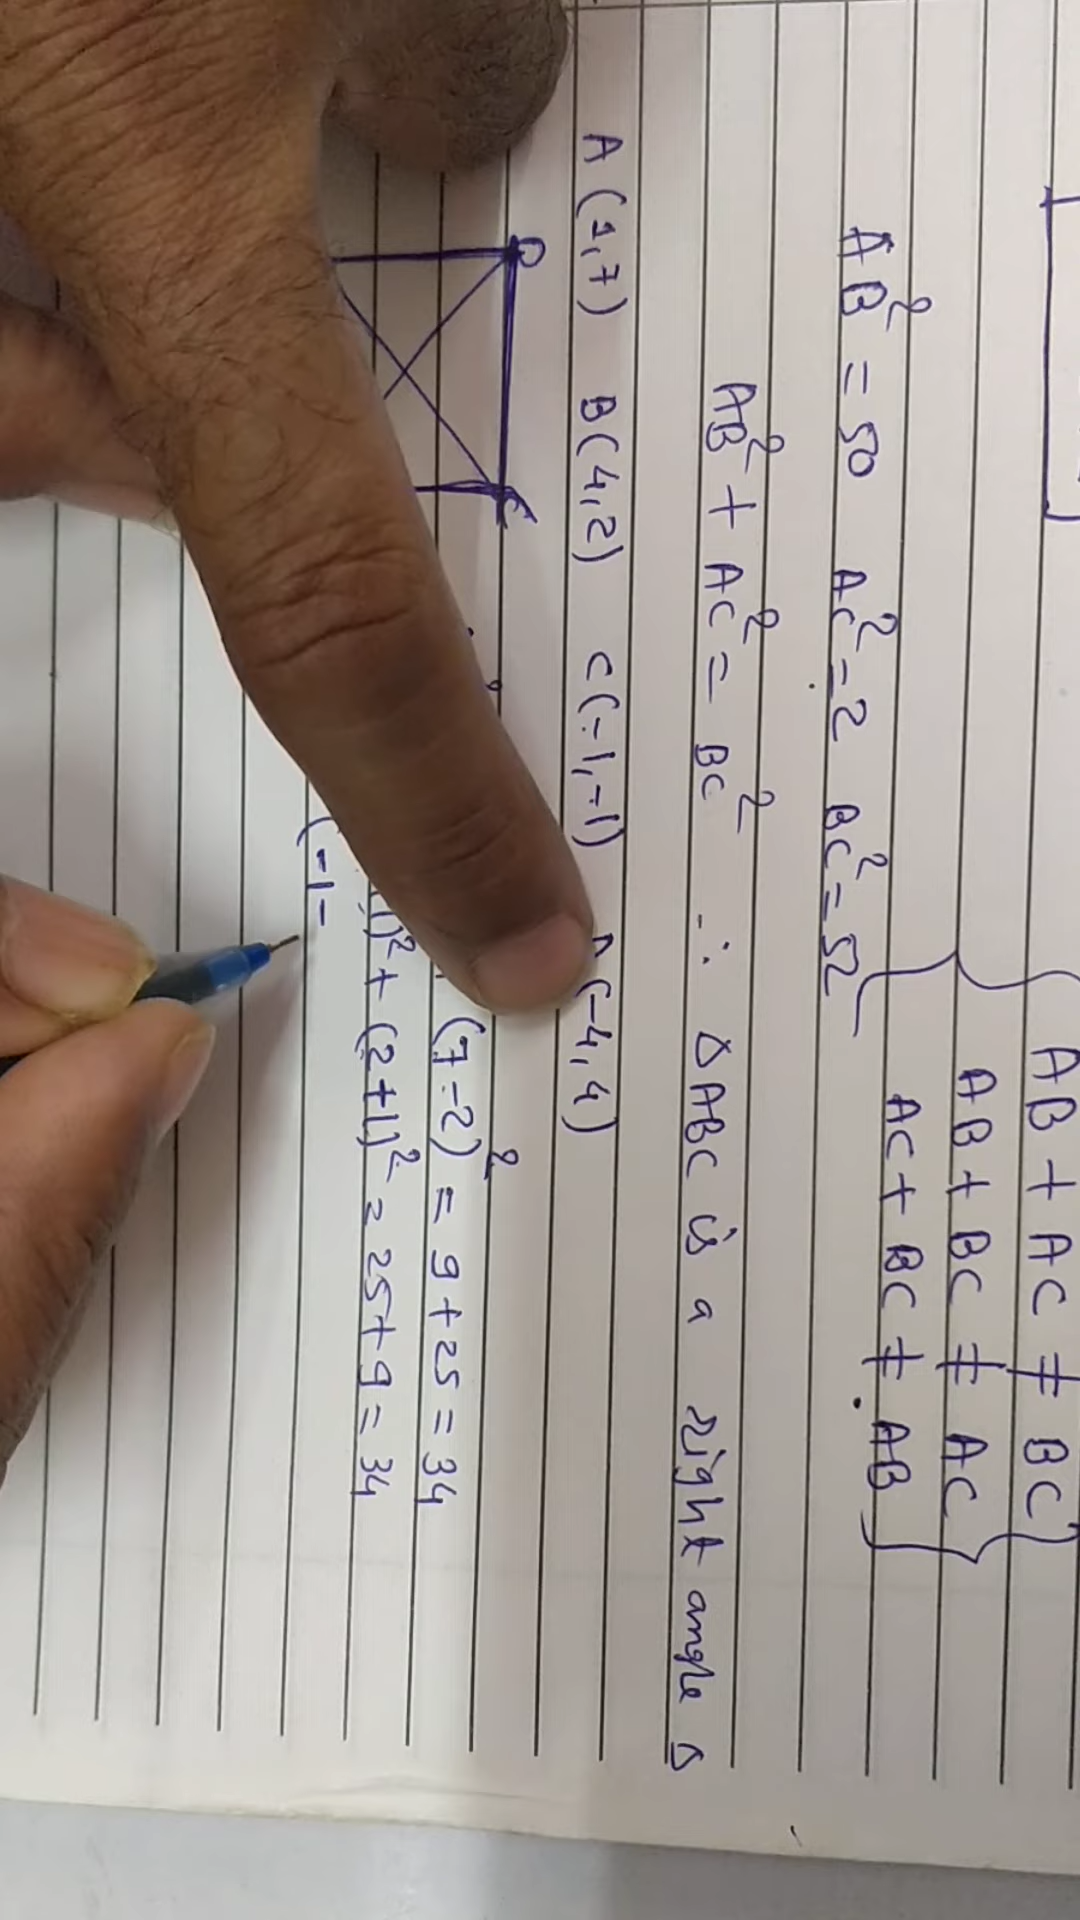 AB + AC ≠ BC
AB + BC ≠ AC
AC + BC ≠ AB
AB² = 50 AC² = 2 BC² = 52
AB² + AC² = BC² ∴ ΔABC is a right angle Δ
A(1,7) B(4,2) C(-1,-1) D(-4,4)
D C
(7-2)² = 9+25 = 34
1)² + (2+1)² = 25+9 = 34
(-1-